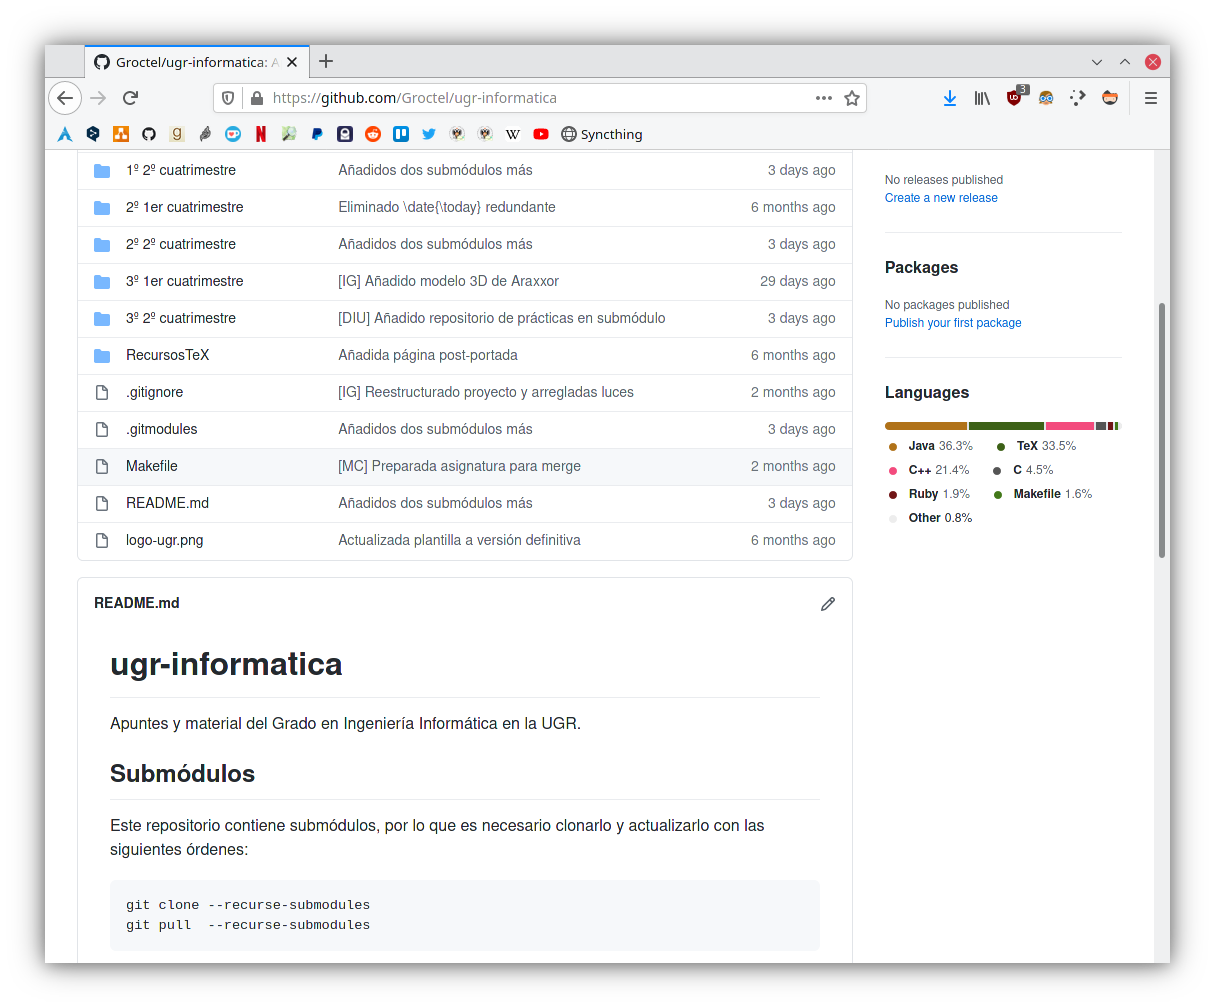 Groctel/ugr-informatica: A
https://github.com/Groctel/ugr-informatica
3
g
N
W
Syncthing
1º 2º cuatrimestre Añadidos dos submódulos más 3 days ago
2º 1er cuatrimestre Eliminado \date{\today} redundante 6 months ago
2º 2º cuatrimestre Añadidos dos submódulos más 3 days ago
3º 1er cuatrimestre [IG] Añadido modelo 3D de Araxxor 29 days ago
3º 2º cuatrimestre [DIU] Añadido repositorio de prácticas en submódulo 3 days ago
RecursosTeX Añadida página post-portada 6 months ago
.gitignore [IG] Reestructurado proyecto y arregladas luces 2 months ago
.gitmodules Añadidos dos submódulos más 3 days ago
Makefile [MC] Preparada asignatura para merge 2 months ago
README.md Añadidos dos submódulos más 3 days ago
logo-ugr.png Actualizada plantilla a versión definitiva 6 months ago
README.md
ugr-informatica
Apuntes y material del Grado en Ingeniería Informática en la UGR.
Submódulos
Este repositorio contiene submódulos, por lo que es necesario clonarlo y actualizarlo con las
siguientes órdenes:
git clone --recurse-submodules
git pull  --recurse-submodules
No releases published
Create a new release
Packages
No packages published
Publish your first package
Languages
Java 36.3% TeX 33.5%
C++ 21.4% C 4.5%
Ruby 1.9% Makefile 1.6%
Other 0.8%